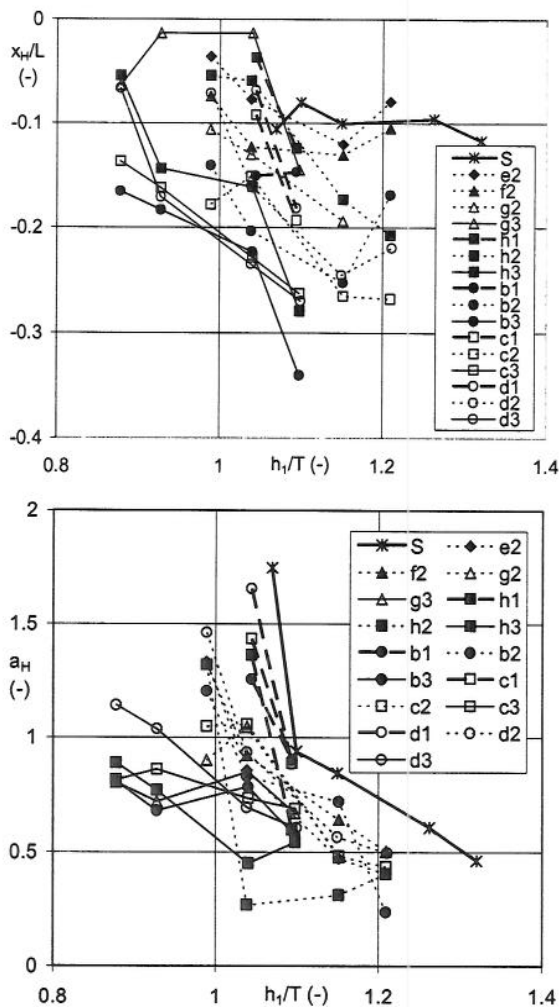 0
x_H/L
(-)
-0.1
-0.2
-0.3
-0.4
0.8
1
h₁/T (-)
1.2
1.4
S
e2
f2
g2
g3
h1
h2
h3
b1
b2
b3
c1
c2
c3
d1
d2
d3
2
1.5
a_H
1
(-)
0.5
0
0.8
1
h₁/T (-)
1.2
1.4
S e2
f2 g2
g3 h1
h2 h3
b1 b2
b3 c1
c2 c3
d1 d2
d3